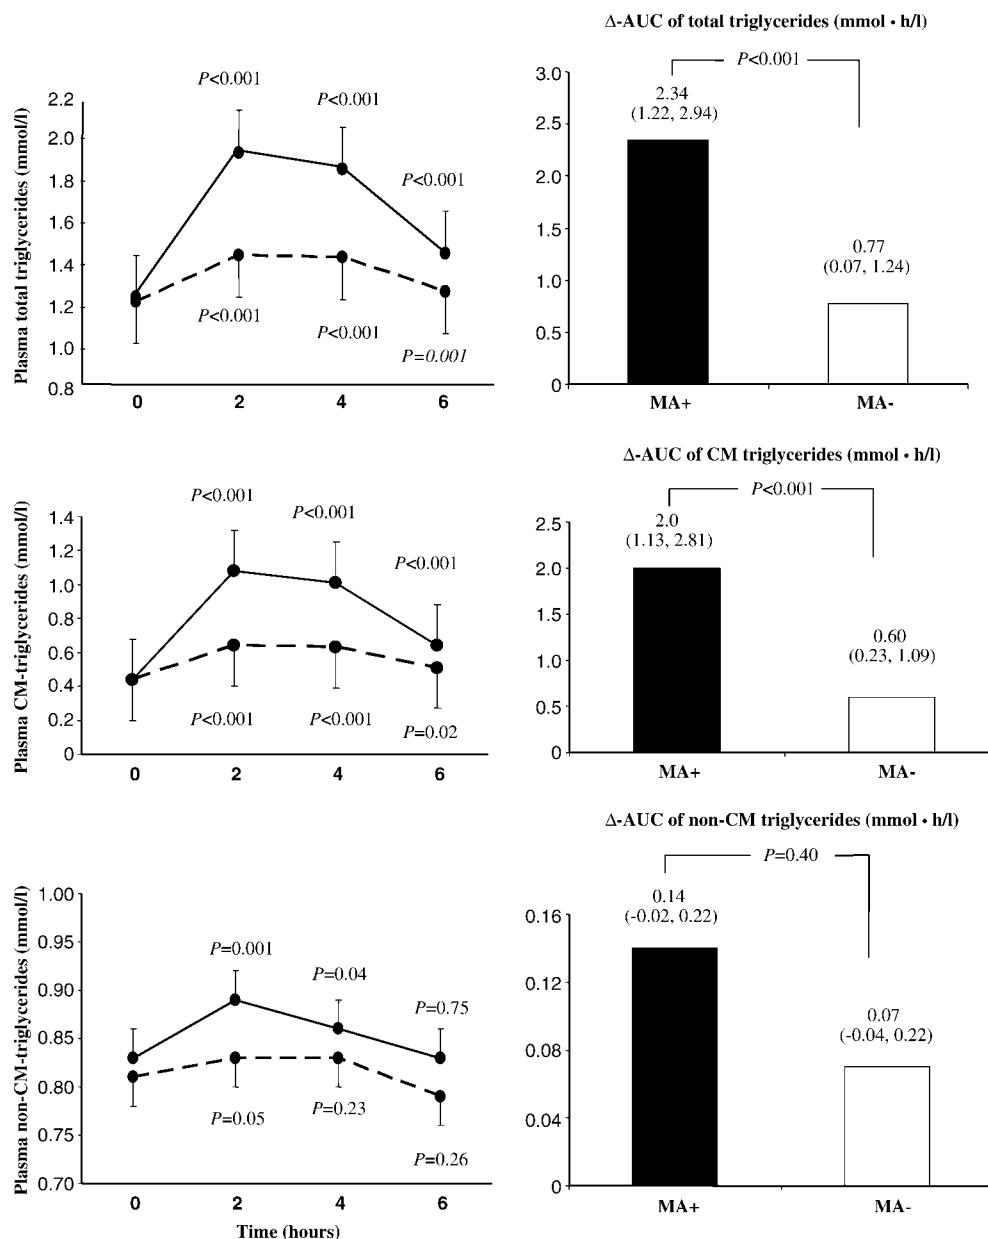 Δ-AUC of total triglycerides (mmol • h/l)
P<0.001
P<0.001
P<0.001
P<0.001
Plasma total triglycerides (mmol/l)
2.2
2.0
1.8
1.6
1.4
1.2
1.0
0.8
P<0.001
P<0.001
P=0.001
0
2
4
6
3.0
2.5
2.0
1.5
1.0
0.5
0
2.34
(1.22, 2.94)
0.77
(0.07, 1.24)
MA+
MA-
Δ-AUC of CM triglycerides (mmol • h/l)
P<0.001
P<0.001
P<0.001
P<0.001
Plasma CM-triglycerides (mmol/l)
1.4
1.2
1.0
0.8
0.6
0.4
0.2
0
P<0.001
P<0.001
P=0.02
0
2
4
6
2.5
2.0
1.5
1.0
0.5
0
2.0
(1.13, 2.81)
0.60
(0.23, 1.09)
MA+
MA-
Δ-AUC of non-CM triglycerides (mmol • h/l)
P=0.40
Plasma non-CM-triglycerides (mmol/l)
1.00
0.95
0.90
0.85
0.80
0.75
0.70
P=0.001
P=0.04
P=0.75
P=0.05
P=0.23
P=0.26
0
2
4
6
Time (hours)
0.16
0.12
0.08
0.04
0
0.14
(-0.02, 0.22)
0.07
(-0.04, 0.22)
MA+
MA-